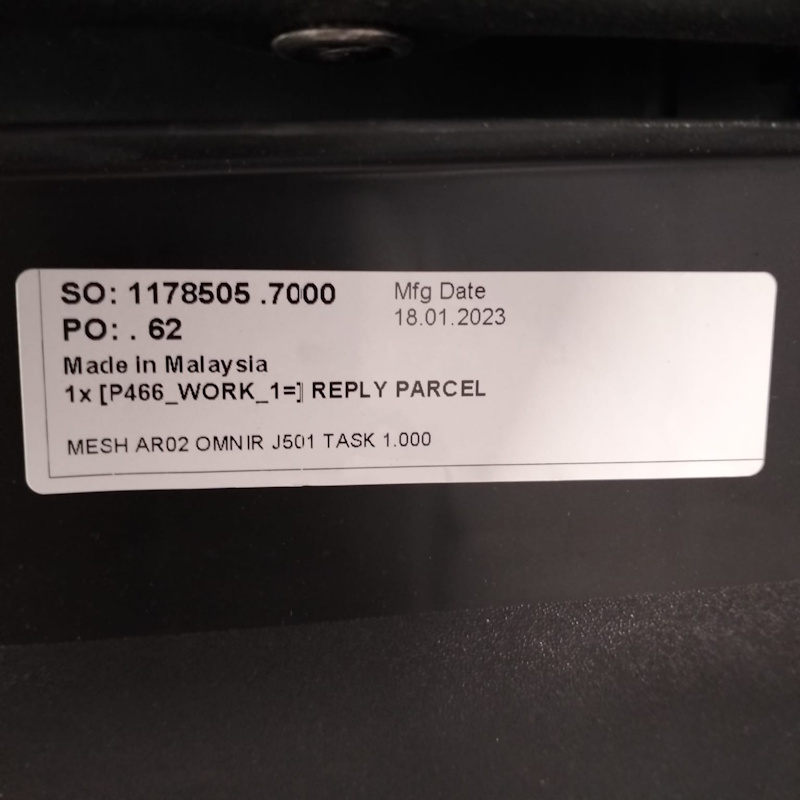 SO: 1178505 .7000
Mfg Date
18.01.2023
PO: . 62
Made in Malaysia
1x [P466_WORK_1=] REPLY PARCEL
MESH AR02 OMNIR J501 TASK 1.000